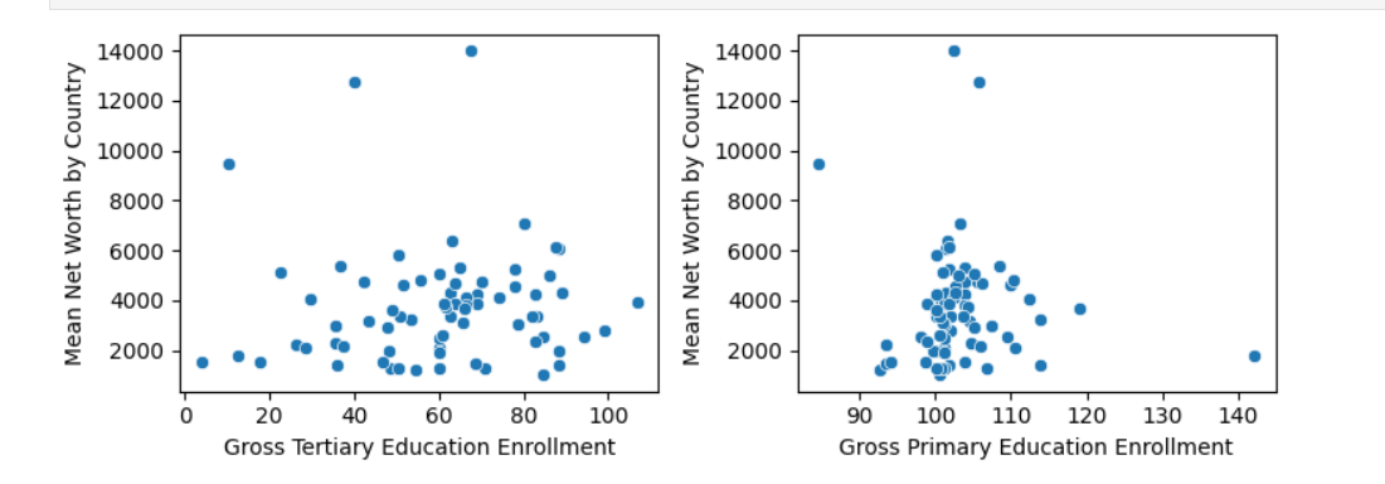 14000
12000
10000
8000
6000
4000
2000
Mean Net Worth by Country
0 20 40 60 80 100
Gross Tertiary Education Enrollment
14000
12000
10000
8000
6000
4000
2000
Mean Net Worth by Country
90 100 110 120 130 140
Gross Primary Education Enrollment